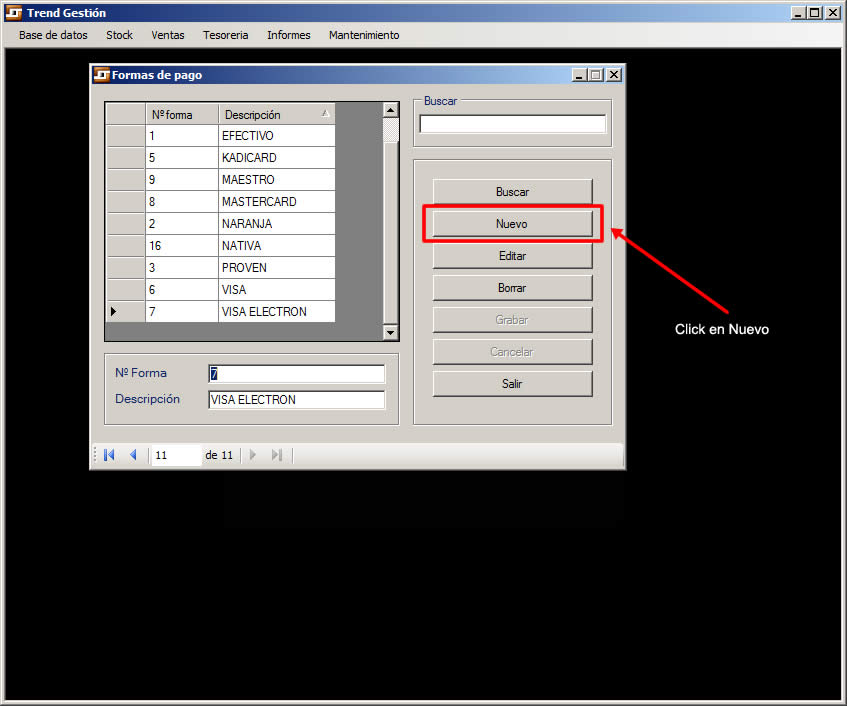 Trend Gestión
Base de datos Stock Ventas Tesoreria Informes Mantenimiento
Formas de pago
Nº forma Descripción
1 EFECTIVO
5 KADICARD
9 MAESTRO
8 MASTERCARD
2 NARANJA
16 NATIVA
3 PROVEN
6 VISA
7 VISA ELECTRON
Nº Forma 7
Descripción VISA ELECTRON
11 de 11
Buscar
Buscar
Nuevo
Editar
Borrar
Grabar
Cancelar
Salir
Click en Nuevo